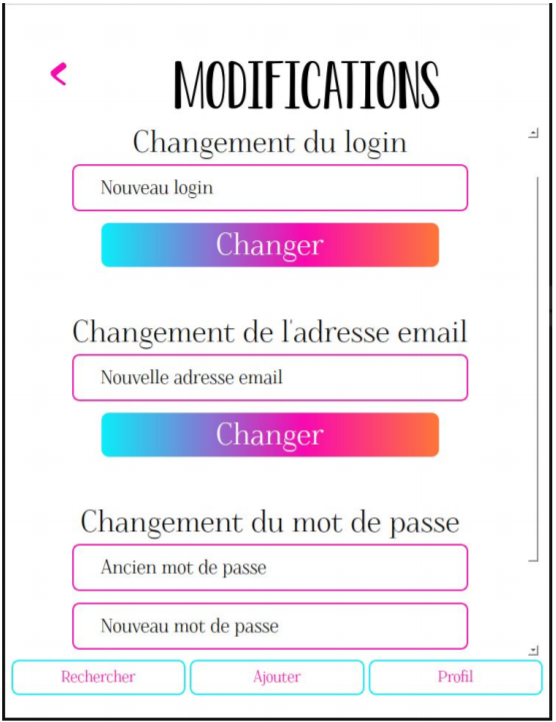 MODIFICATIONS
Changement du login
Nouveau login
Changer
Changement de l'adresse email
Nouvelle adresse email
Changer
Changement du mot de passe
Ancien mot de passe
Nouveau mot de passe
Rechercher
Ajouter
Profil